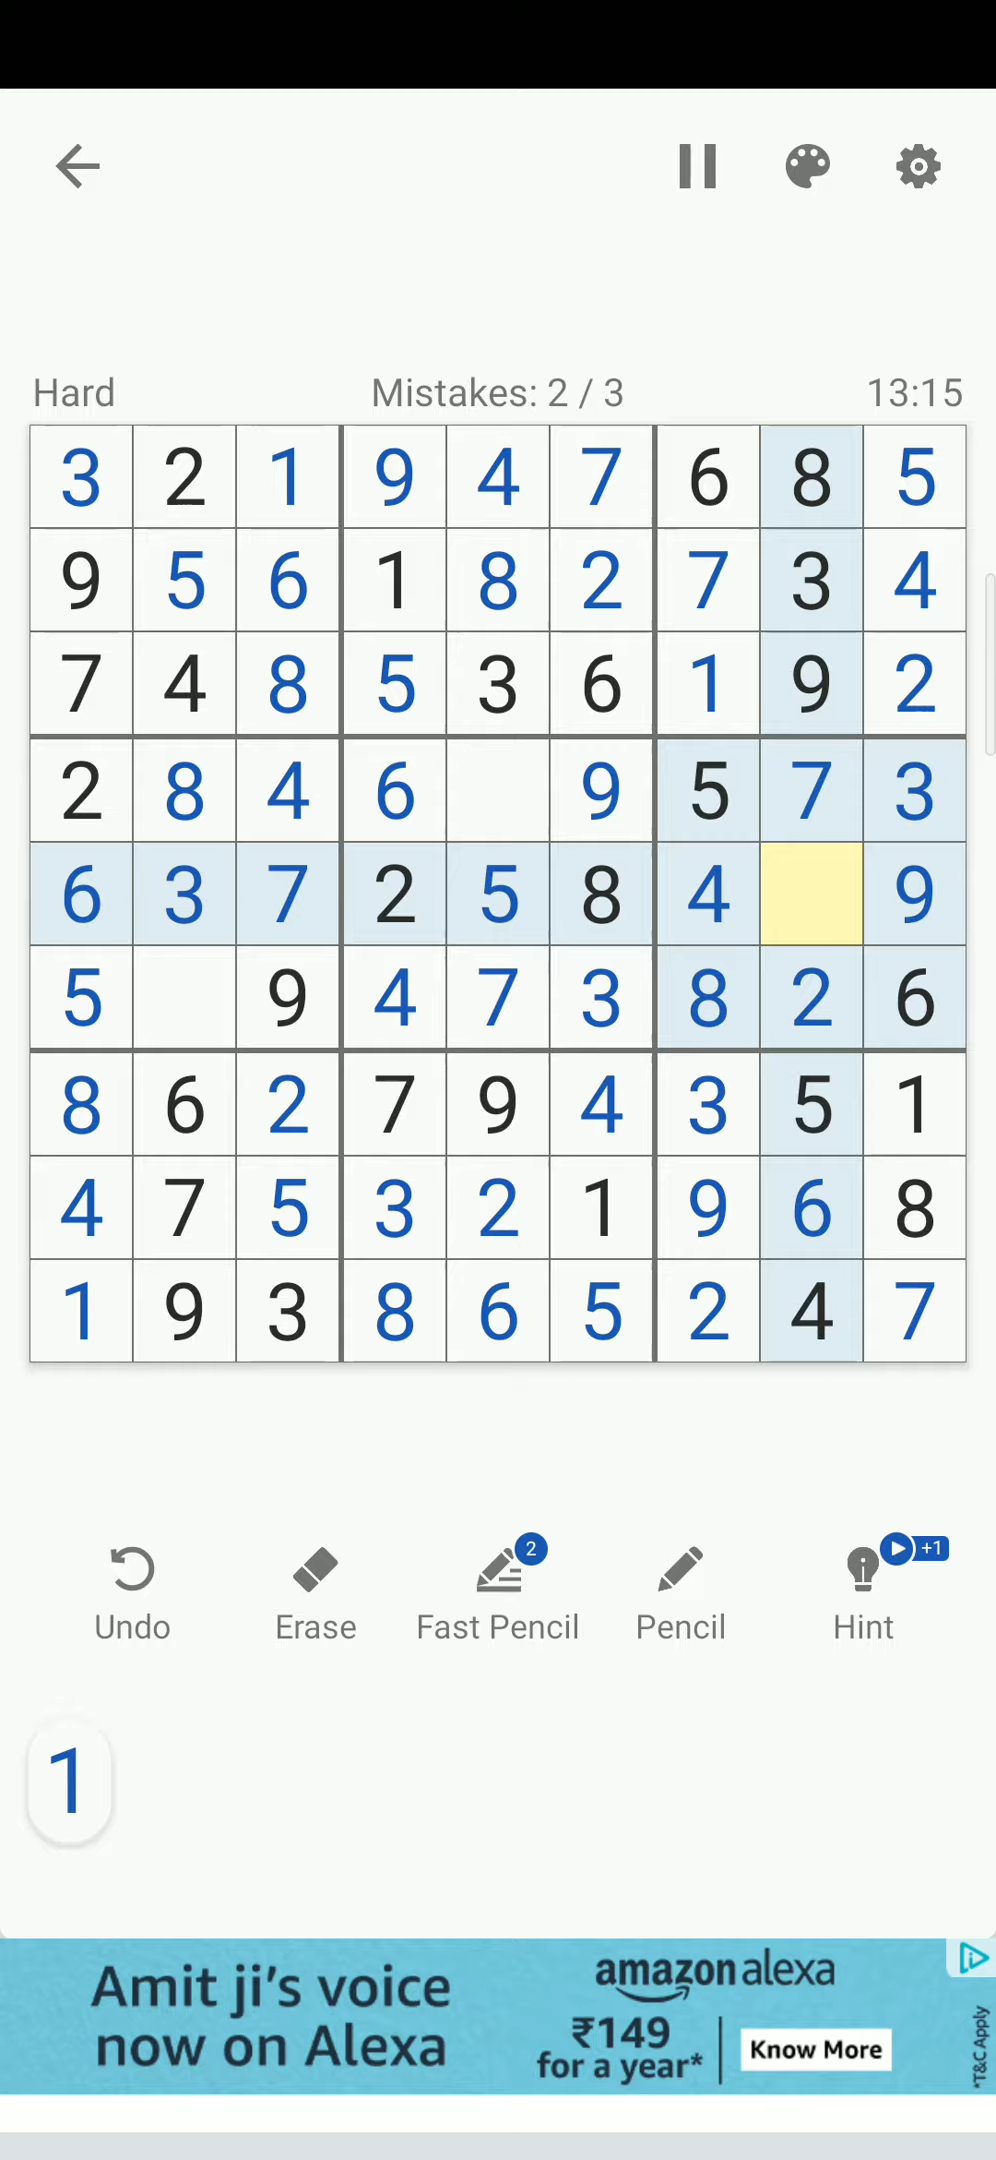 Hard Mistakes: 2 / 3 13:15
3 2 1 9 4 7 6 8 5
9 5 6 1 8 2 7 3 4
7 4 8 5 3 6 1 9 2
2 8 4 6 9 5 7 3
6 3 7 2 5 8 4 9
5 9 4 7 3 8 2 6
8 6 2 7 9 4 3 5 1
4 7 5 3 2 1 9 6 8
1 9 3 8 6 5 2 4 7
2 +1
Undo Erase Fast Pencil Pencil Hint
1
Amit ji's voice
now on Alexa
amazon alexa
₹149
for a year*
Know More
*T&C Apply